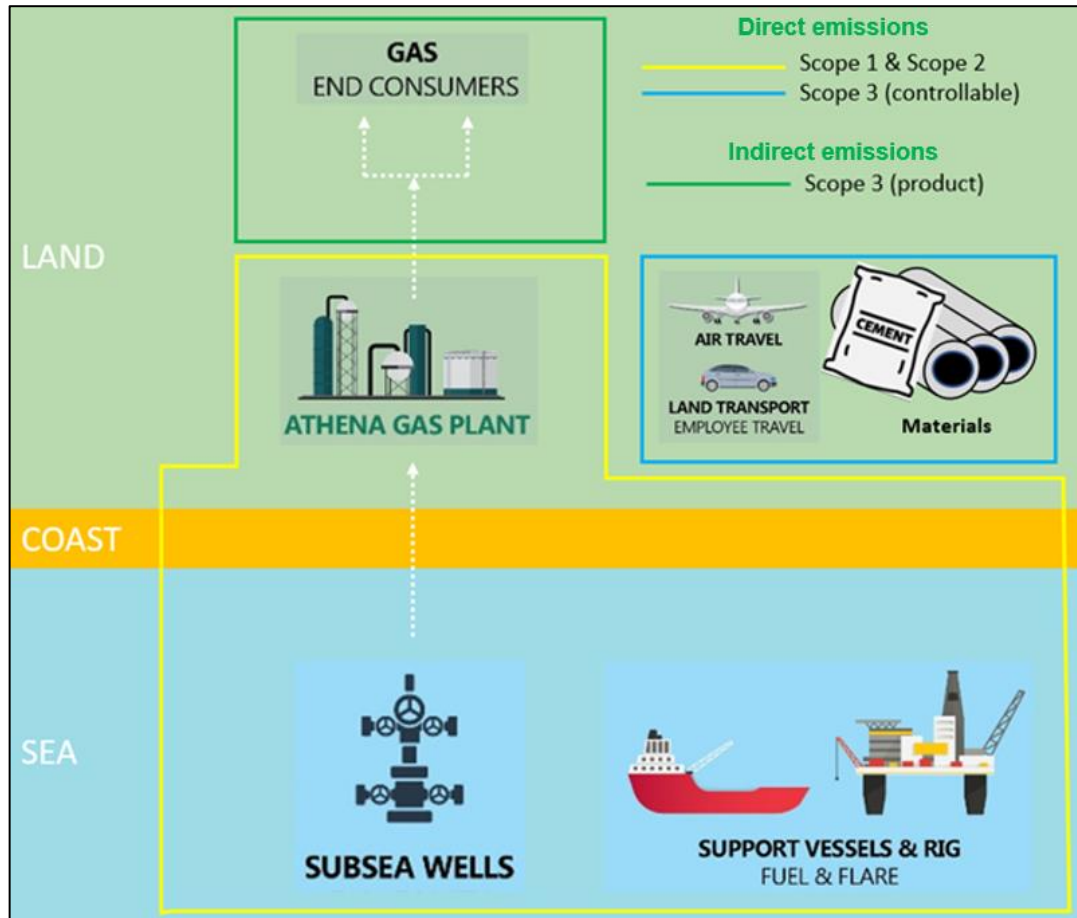 GAS
END CONSUMERS
Direct emissions
Scope 1 & Scope 2
Scope 3 (controllable)
Indirect emissions
Scope 3 (product)
LAND
ATHENA GAS PLANT
AIR TRAVEL
LAND TRANSPORT
EMPLOYEE TRAVEL
CEMENT
Materials
COAST
SEA
SUBSEA WELLS
SUPPORT VESSELS & RIG
FUEL & FLARE